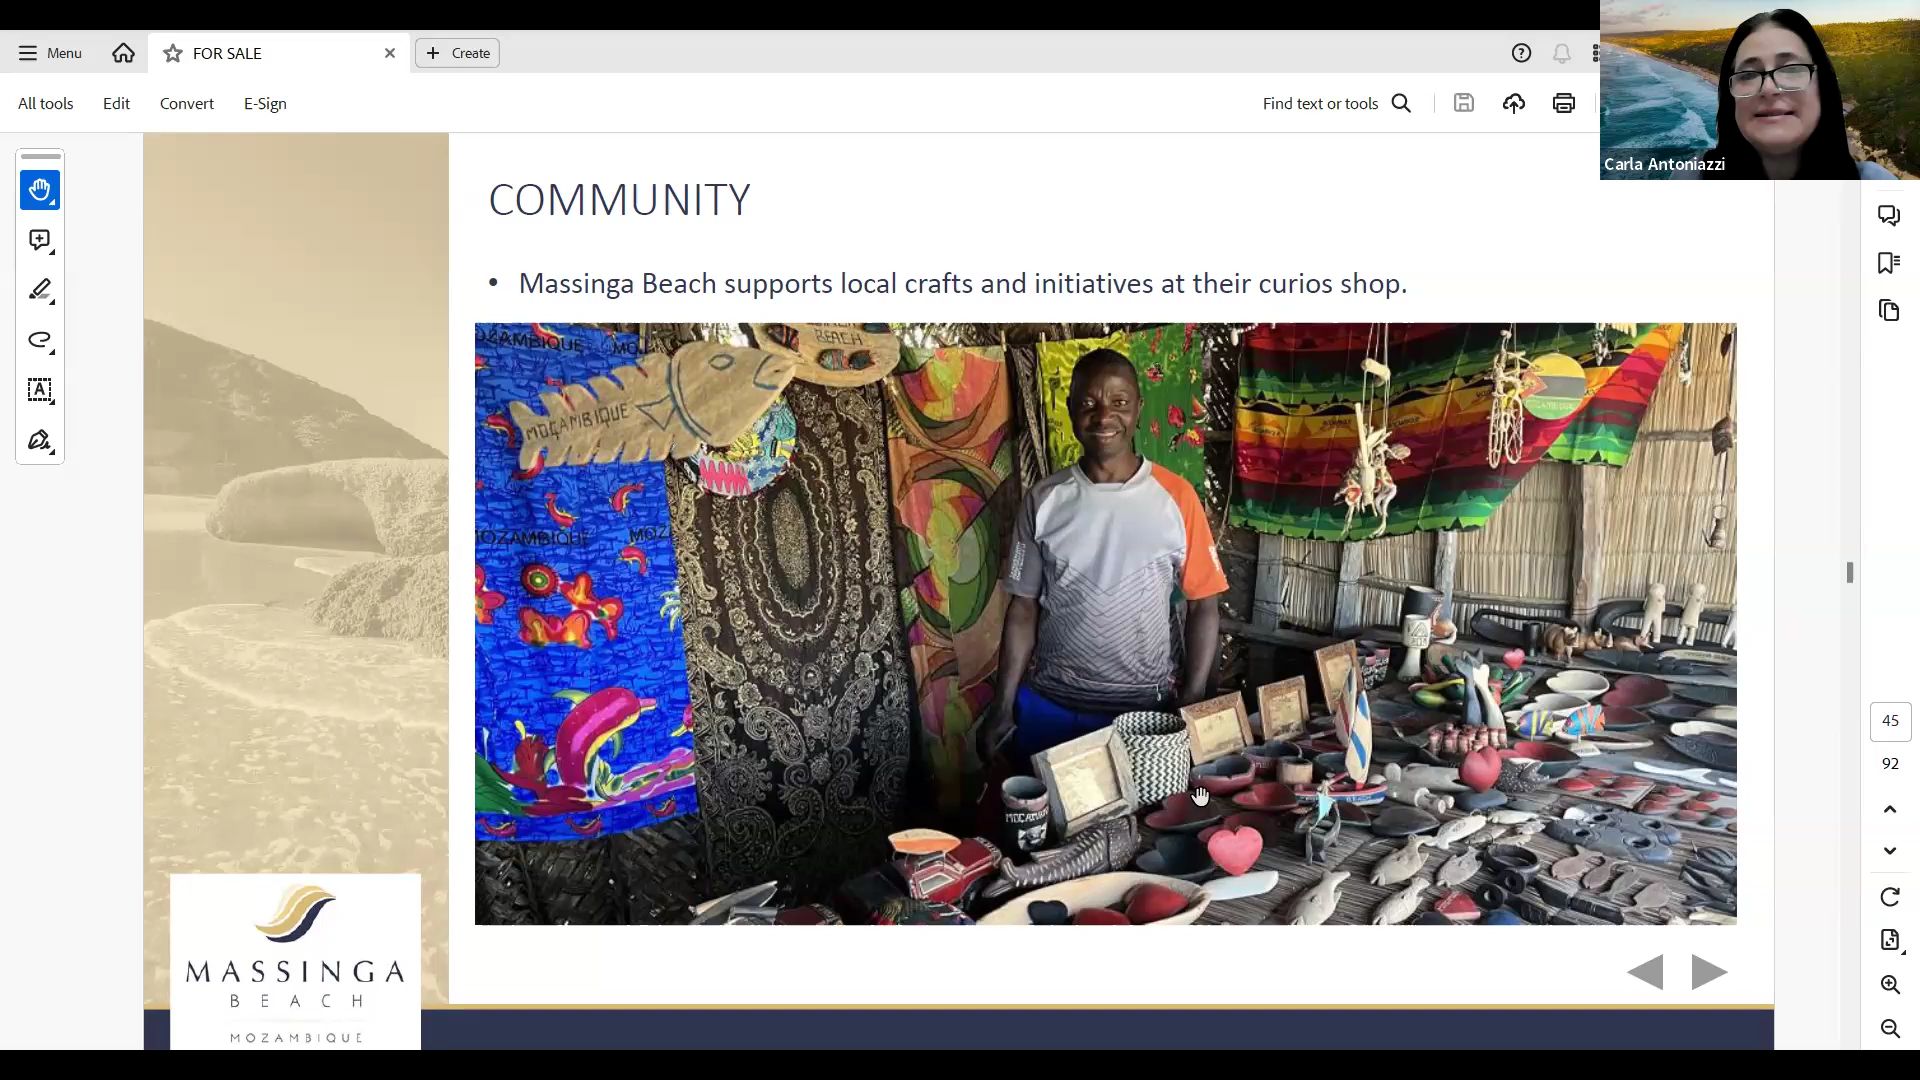 Menu
FOR SALE
Create
All tools
Edit
Convert
E-Sign
Find text or tools
Carla Antoniazzi
COMMUNITY
• Massinga Beach supports local crafts and initiatives at their curios shop.
MOZAMBIQUE
BEACH
MOÇAMBIQUE
MOZAMBIQUE
MOZ
45
92
MASSINGA
BEACH
MOZAMBIQUE